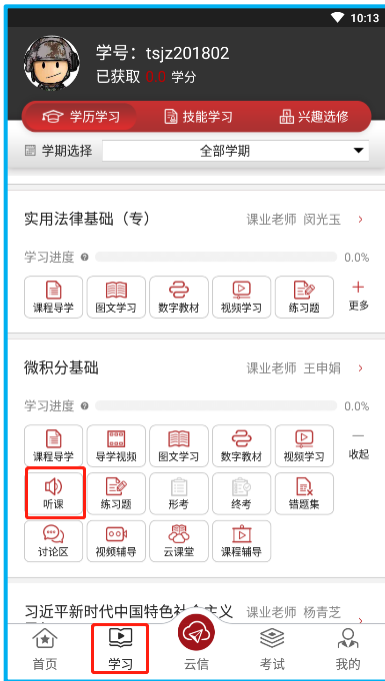 10:13
学号：tsjz201802
已获取 0.0 学分
学历学习 技能学习 兴趣选修
学期选择 全部学期
实用法律基础（专） 课业老师 闵光玉
学习进度 0.0%
课程导学 图文学习 数字教材 视频学习 练习题 更多
微积分基础 课业老师 王申娟
学习进度 0.0%
课程导学 导学视频 图文学习 数字教材 视频学习 收起
听课 练习题 形考 终考 错题集
讨论区 视频辅导 云课堂 课程辅导
习近平新时代中国特色社会主义 课业老师 杨青芝
首页 学习 云信 考试 我的